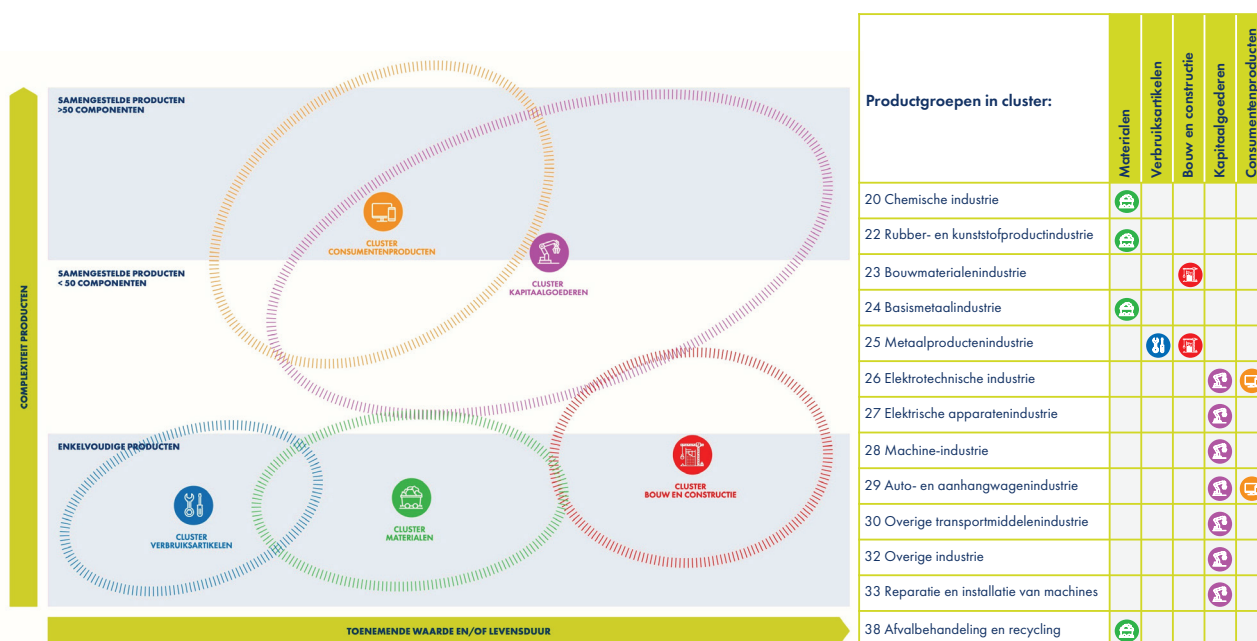 SAMENGESTELDE PRODUCTEN
>50 COMPONENTEN
CLUSTER
CONSUMENTENPRODUCTEN
CLUSTER
KAPITAALGOEDEREN
SAMENGESTELDE PRODUCTEN
< 50 COMPONENTEN
COMPLEXITEIT PRODUCTEN
ENKELVOUDIGE PRODUCTEN
CLUSTER
VERBRUIKSARTIKELEN
CLUSTER
MATERIALEN
CLUSTER
BOUW EN CONSTRUCTIE
TOENEMENDE WAARDE EN/OF LEVENSDUUR
Productgroepen in cluster:
Materialen
Verbruiksartikelen
Bouw en constructie
Kapitaalgoederen
Consumentenproducten
20 Chemische industrie
22 Rubber- en kunststofproductindustrie
23 Bouwmaterialenindustrie
24 Basismetaalindustrie
25 Metaalproductenindustrie
26 Elektrotechnische industrie
27 Elektrische apparatenindustrie
28 Machine-industrie
29 Auto- en aanhangwagenindustrie
30 Overige transportmiddelenindustrie
32 Overige industrie
33 Reparatie en installatie van machines
38 Afvalbehandeling en recycling